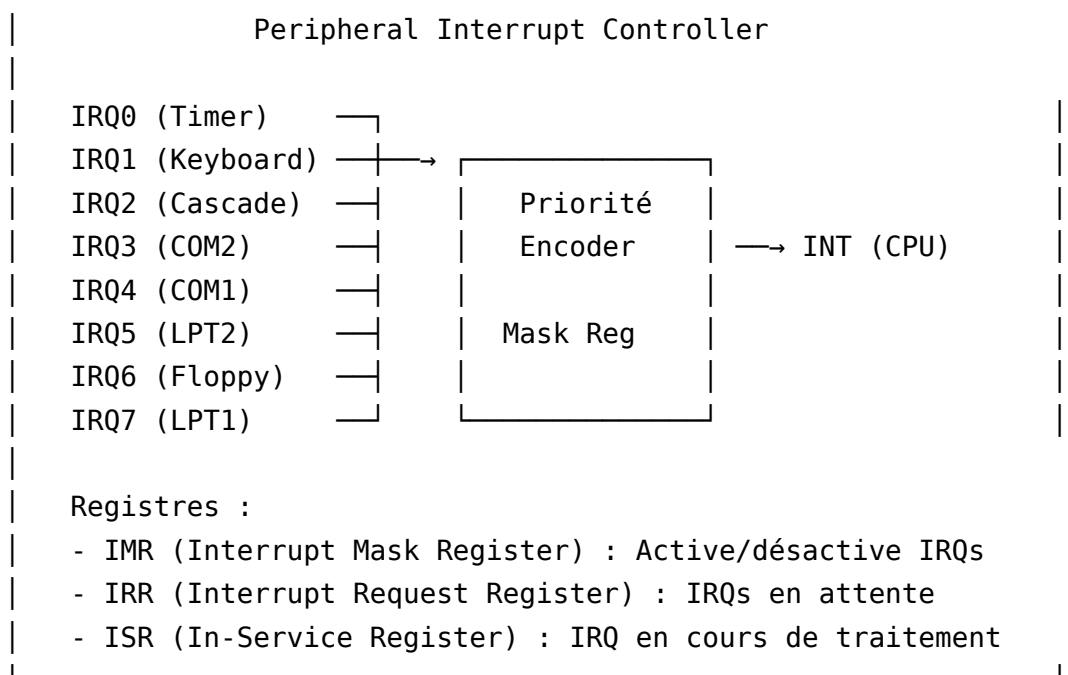 Peripheral Interrupt Controller
IRQ0 (Timer)
IRQ1 (Keyboard)
IRQ2 (Cascade) Priorité
IRQ3 (COM2) Encoder → INT (CPU)
IRQ4 (COM1)
IRQ5 (LPT2) Mask Reg
IRQ6 (Floppy)
IRQ7 (LPT1)
Registres :
- IMR (Interrupt Mask Register) : Active/désactive IRQs
- IRR (Interrupt Request Register) : IRQs en attente
- ISR (In-Service Register) : IRQ en cours de traitement